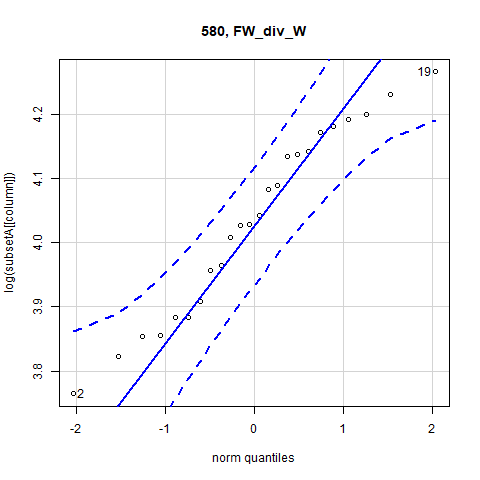 580, FW_div_W
log(subsetA[[column]])
4.2
4.1
4.0
3.9
3.8
19
2
-2 -1 0 1 2
norm quantiles